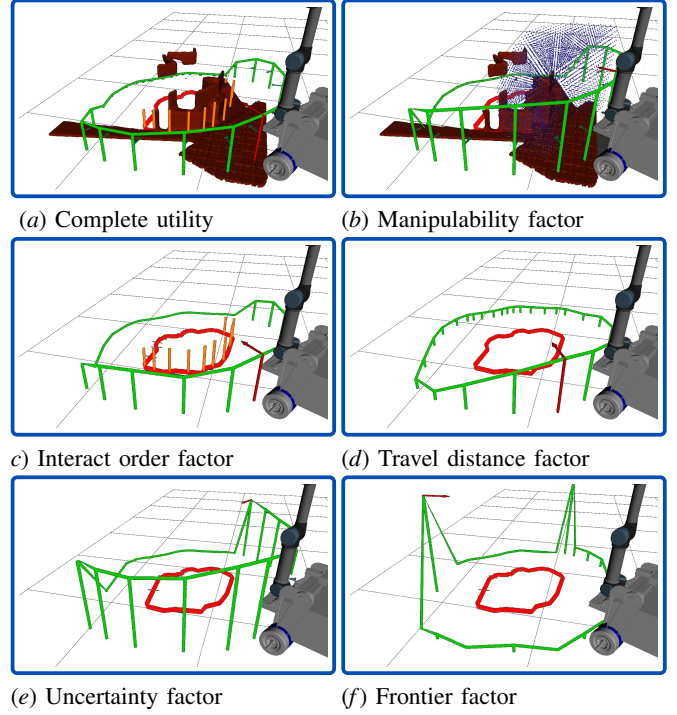 (a) Complete utility
(b) Manipulability factor
c) Interact order factor
(d) Travel distance factor
(e) Uncertainty factor
(f) Frontier factor